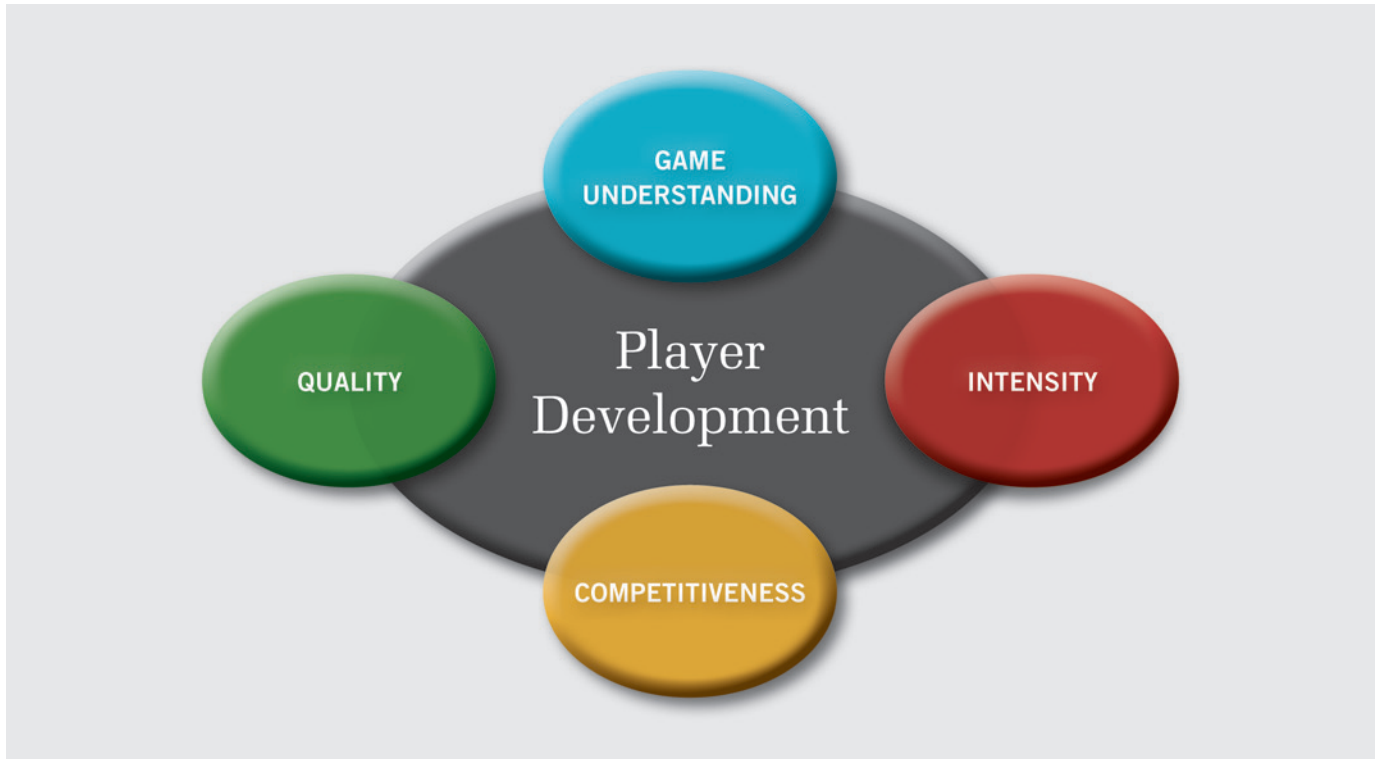 GAME
UNDERSTANDING
QUALITY
Player
Development
INTENSITY
COMPETITIVENESS